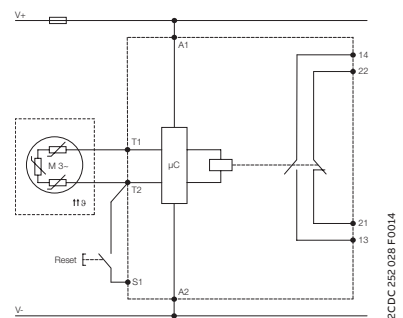 V+
A1
14
22
T1
M 3~
µC
T2
↑↑ϑ
21
Reset
13
S1
A2
V-
2CDC 252 028 F0014